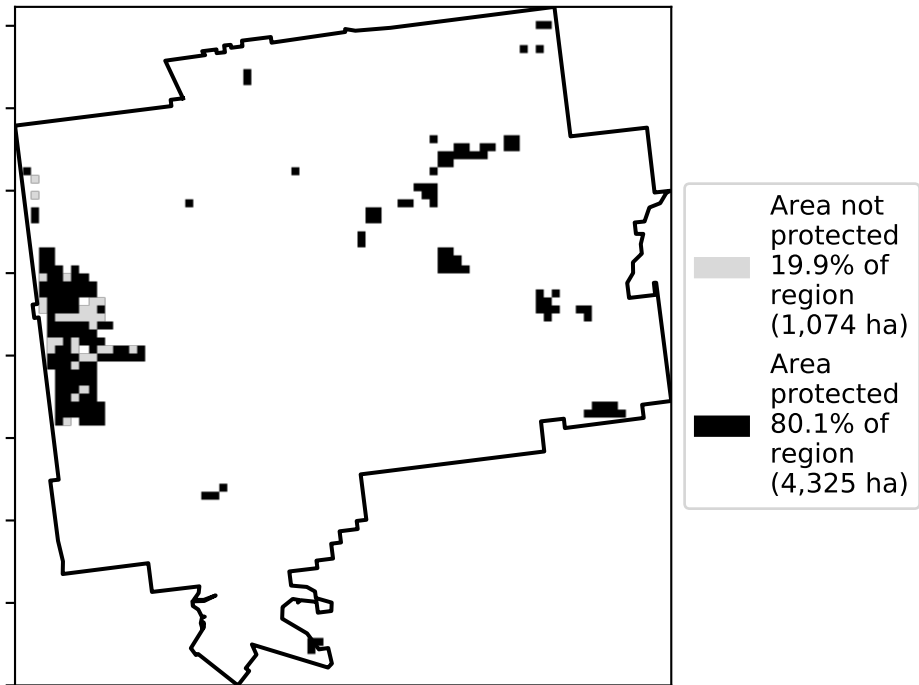 Area not
protected
19.9% of
region
(1,074 ha)
Area
protected
80.1% of
region
(4,325 ha)